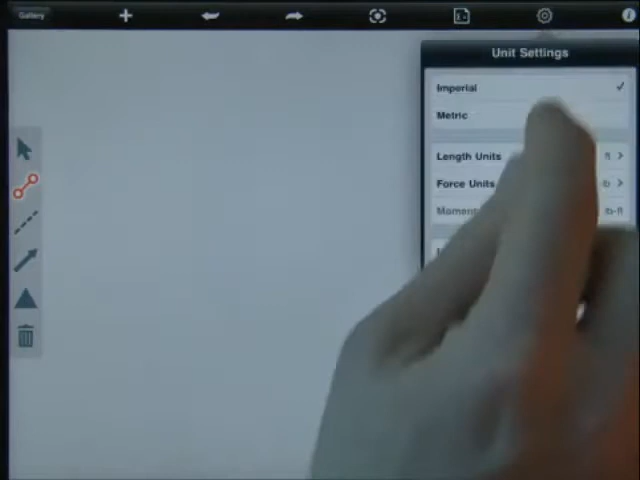 Gallery
Unit Settings
Imperial
Metric
Length Units ft
Force Units lb
Moment lb-ft